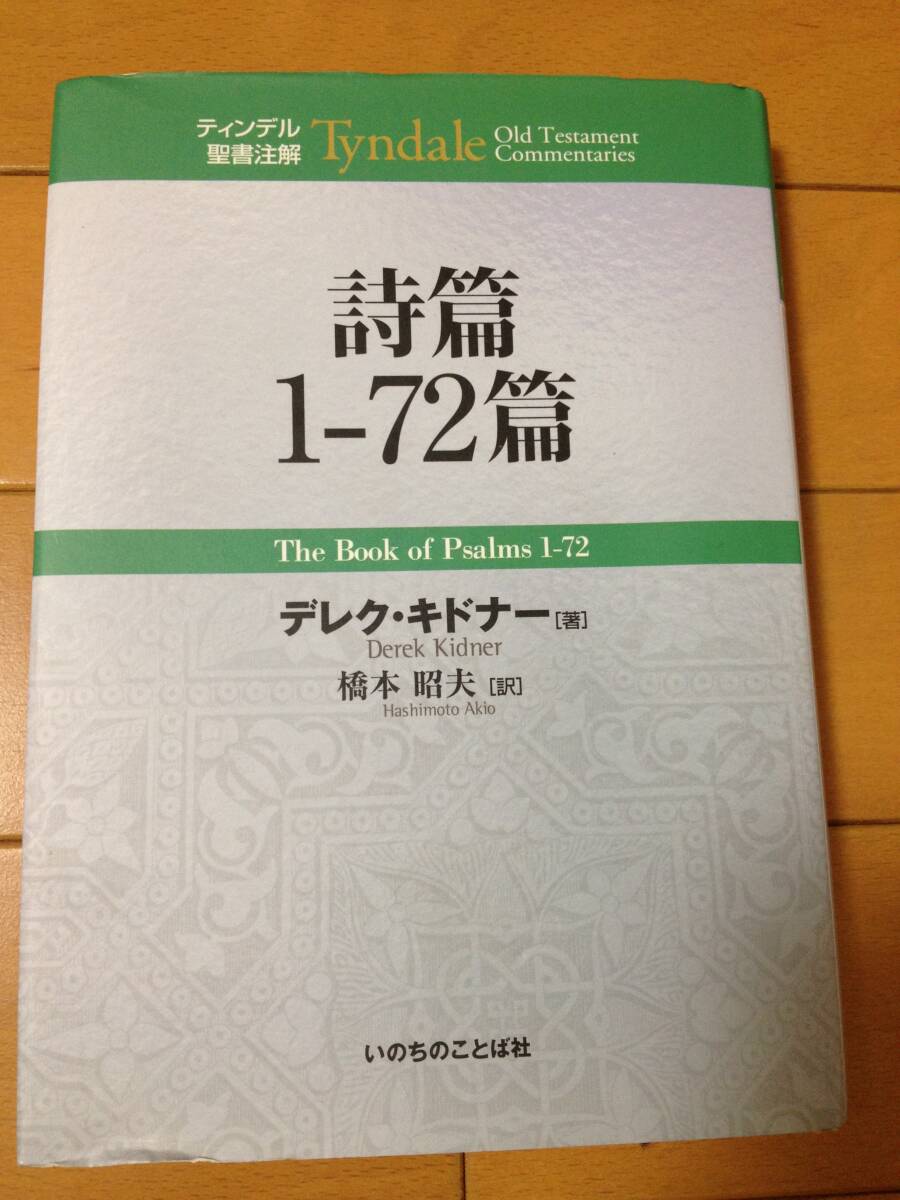 ティンデル
聖書注解
Tyndale
Old Testament
Commentaries
詩篇
1-72篇
The Book of Psalms 1-72
デレク・キドナー[著]
Derek Kidner
橋本 昭夫[訳]
Hashimoto Akio
いのちのことば社